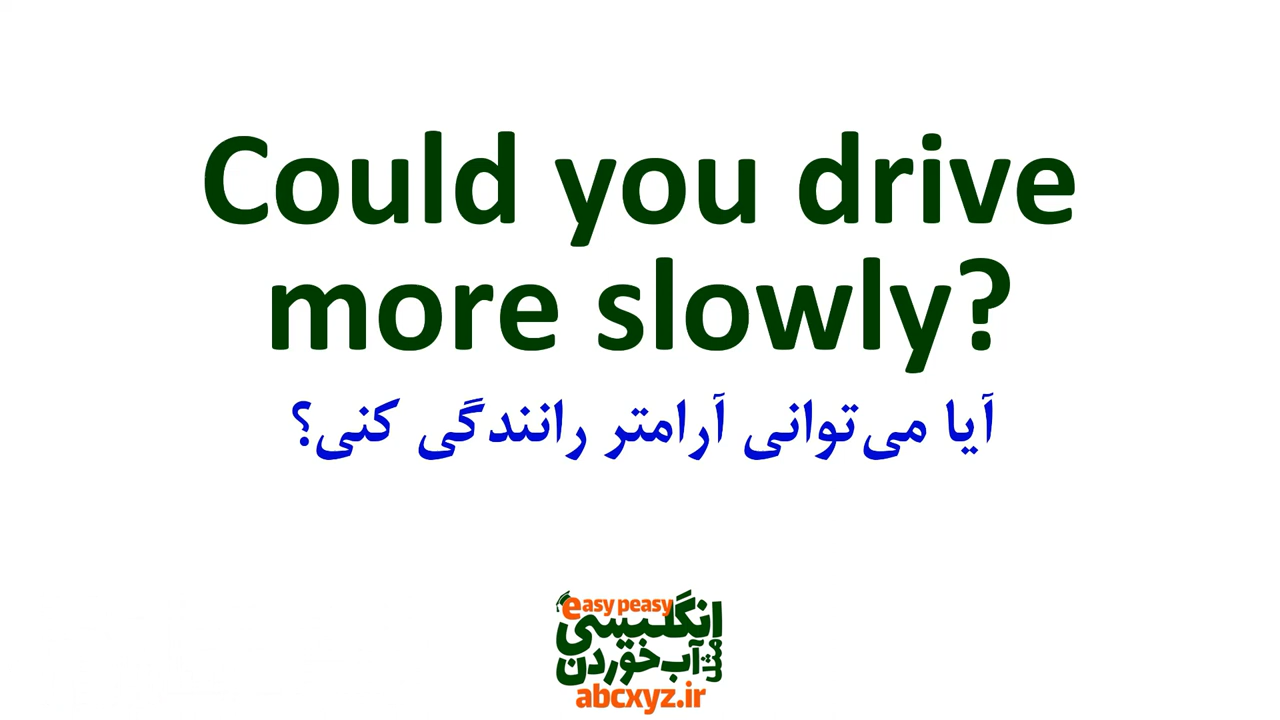 Could you drive
more slowly?
آیا می‌توانی آرامتر رانندگی کنی؟
easy peasy
انگلیسی
مثل آب خوردن
abcxyz.ir